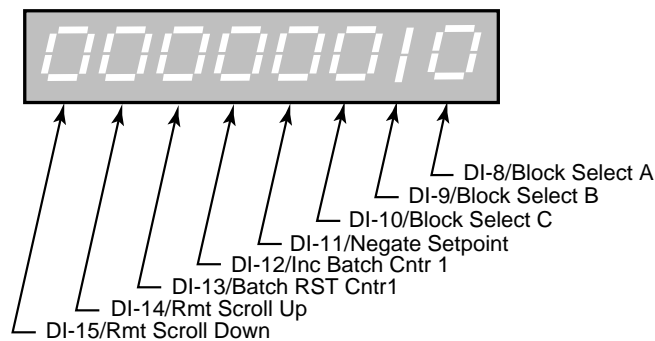 00000010
DI-8/Block Select A
DI-9/Block Select B
DI-10/Block Select C
DI-11/Negate Setpoint
DI-12/Inc Batch Cntr 1
DI-13/Batch RST Cntr1
DI-14/Rmt Scroll Up
DI-15/Rmt Scroll Down